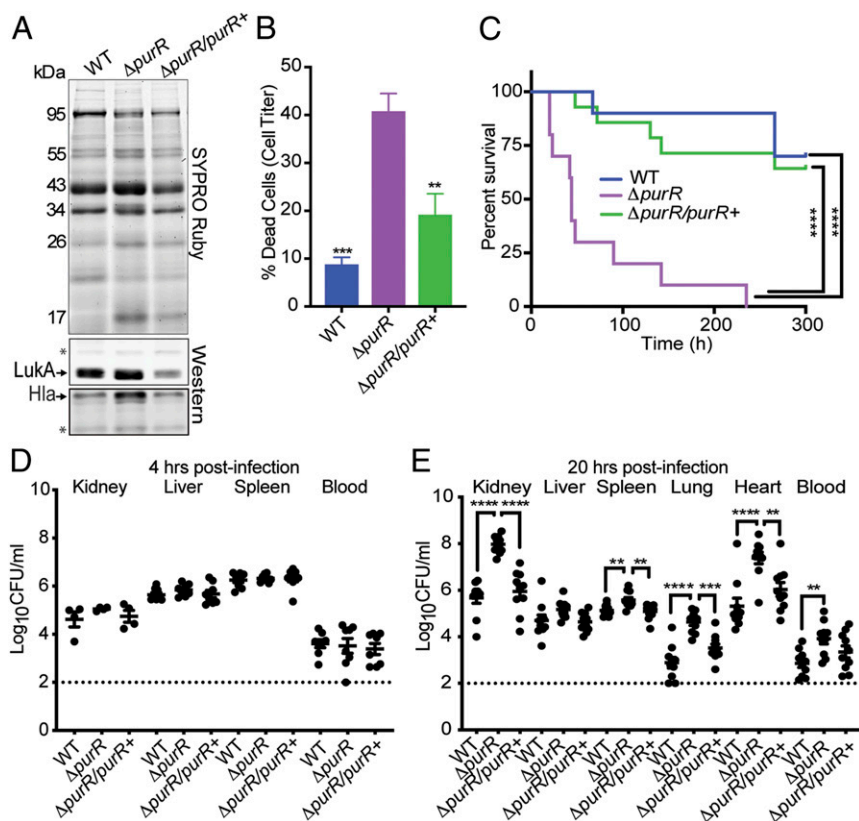 A
WT
ΔpurR
ΔpurR/purR+
kDa
95
55
43
34
26
17
SYPRO Ruby
*
LukA
Hla
*
Western
B
% Dead Cells (Cell Titer)
50
40
30
20
10
0
***
**
WT
ΔpurR
ΔpurR/purR+
C
Percent survival
100
75
50
25
0
WT
ΔpurR
ΔpurR/purR+
****
****
0
100
200
300
Time (h)
D
4 hrs post-infection
Kidney
Liver
Spleen
Blood
Log10CFU/ml
10
8
6
4
2
0
WT
ΔpurR
ΔpurR/purR+
WT
ΔpurR
ΔpurR/purR+
WT
ΔpurR
ΔpurR/purR+
WT
ΔpurR
ΔpurR/purR+
E
20 hrs post-infection
Kidney
Liver
Spleen
Lung
Heart
Blood
Log10CFU/ml
10
8
6
4
2
0
**** ****
** **
**** ***
**** **
**
WT
ΔpurR
ΔpurR/purR+
WT
ΔpurR
ΔpurR/purR+
WT
ΔpurR
ΔpurR/purR+
WT
ΔpurR
ΔpurR/purR+
WT
ΔpurR
ΔpurR/purR+
WT
ΔpurR
ΔpurR/purR+